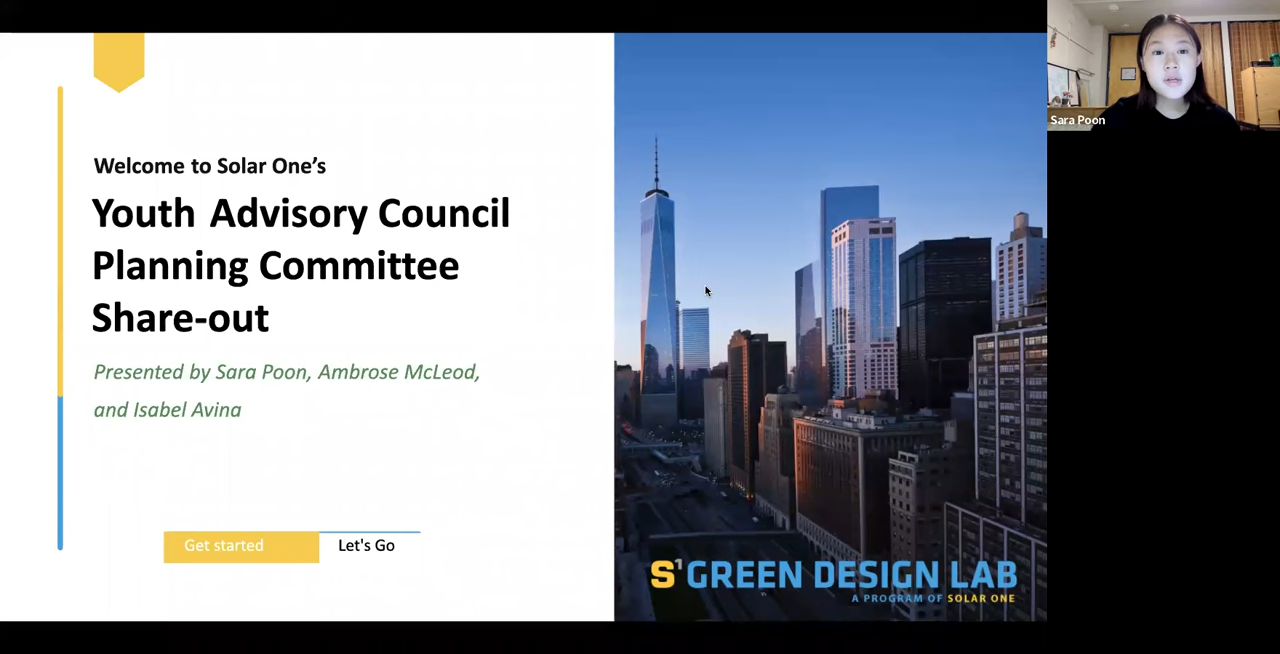 Welcome to Solar One’s
Youth Advisory Council
Planning Committee
Share-out
Presented by Sara Poon, Ambrose McLeod,
and Isabel Avina
Get started
Let's Go
S1 GREEN DESIGN LAB
A PROGRAM OF SOLAR ONE
Sara Poon